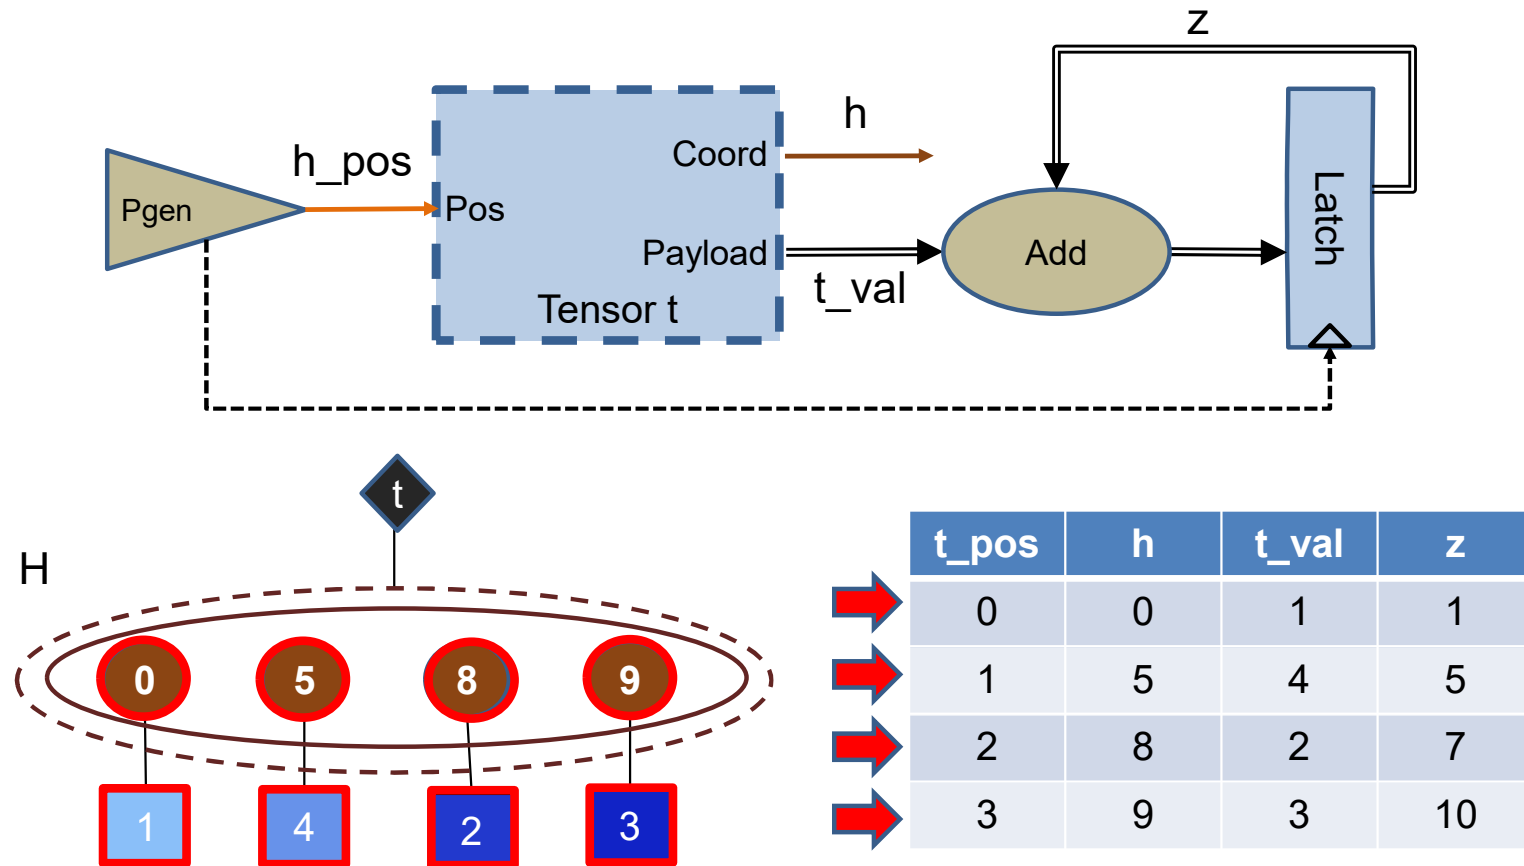 z
h
h_pos
Coord
Pgen
Pos
Latch
Payload
Add
t_val
Tensor t
t
H
0 5 8 9
1 4 2 3
t_pos h t_val z
0 0 1 1
1 5 4 5
2 8 2 7
3 9 3 10